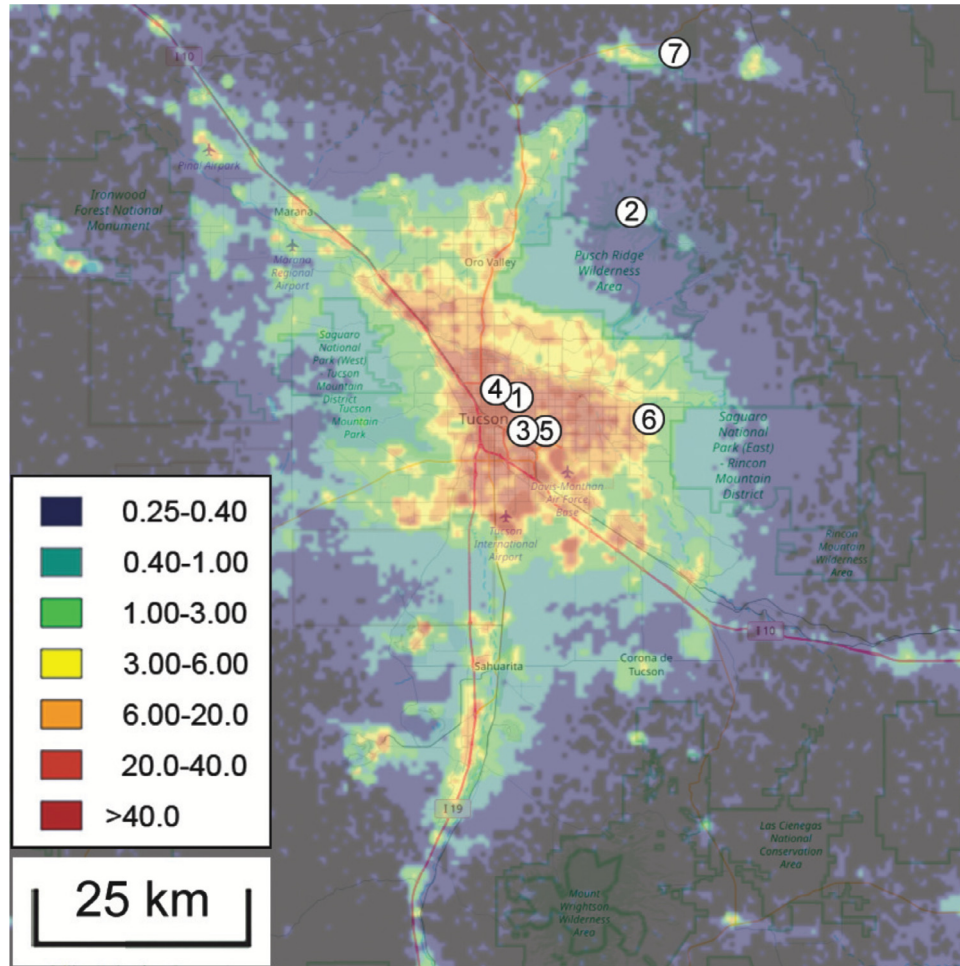 7
I 10
Pinal Airpark
Ironwood
Forest National
Monument
Marana
2
Marana
Regional
Airport
Oro Valley
Pusch Ridge
Wilderness
Area
Saguaro
National
Park (West)
- Tucson
Mountain
District
Tucson
Mountain
Park
4
1
Tucson
3
5
6
Saguaro
National
Park (East)
- Rincon
Mountain
District
Davis-Monthan
Air Force
Base
Tucson
International
Airport
Rincon
Mountain
Wilderness
Area
0.25-0.40
0.40-1.00
1.00-3.00
3.00-6.00
6.00-20.0
20.0-40.0
>40.0
I 10
Sahuarita
Corona de
Tucson
I 19
Las Cienegas
National
Conservation
Area
Mount
Wrightson
Wilderness
Area
25 km